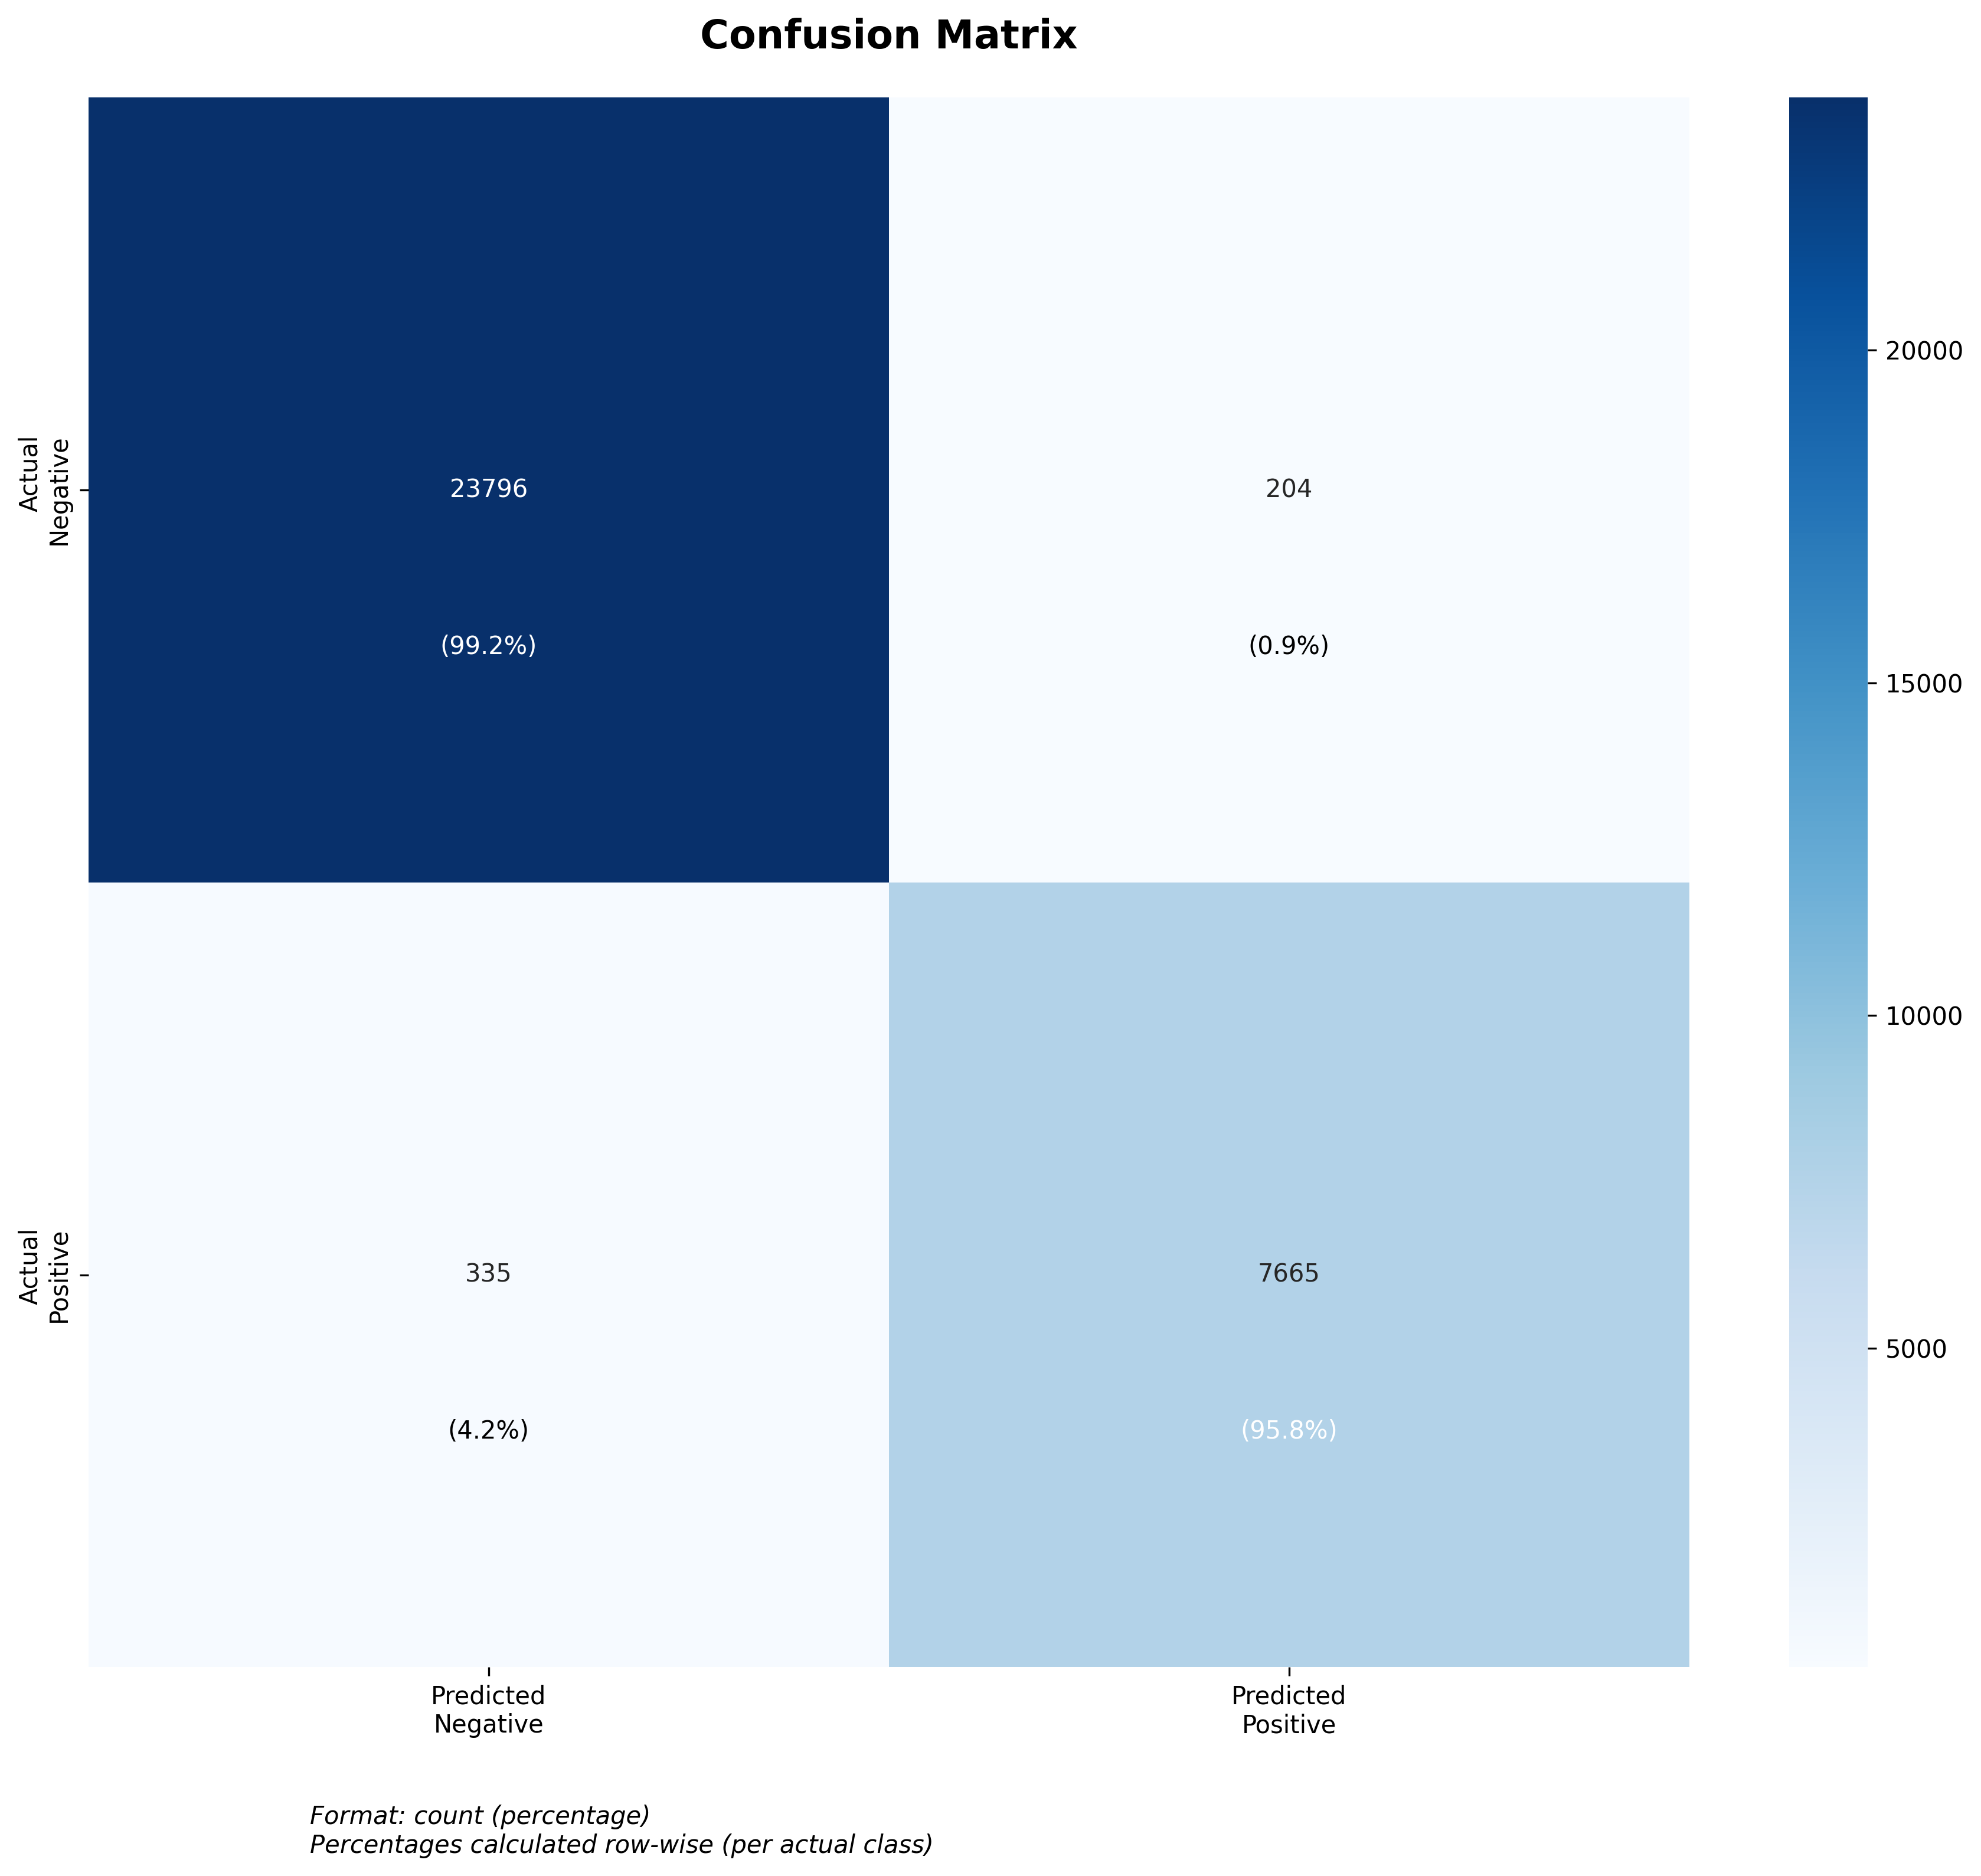 Confusion Matrix
Actual
Negative
23796
204
(99.2%)
(0.9%)
Actual
Positive
335
7665
(4.2%)
(95.8%)
Predicted
Negative
Predicted
Positive
20000
15000
10000
5000
Format: count (percentage)
Percentages calculated row-wise (per actual class)